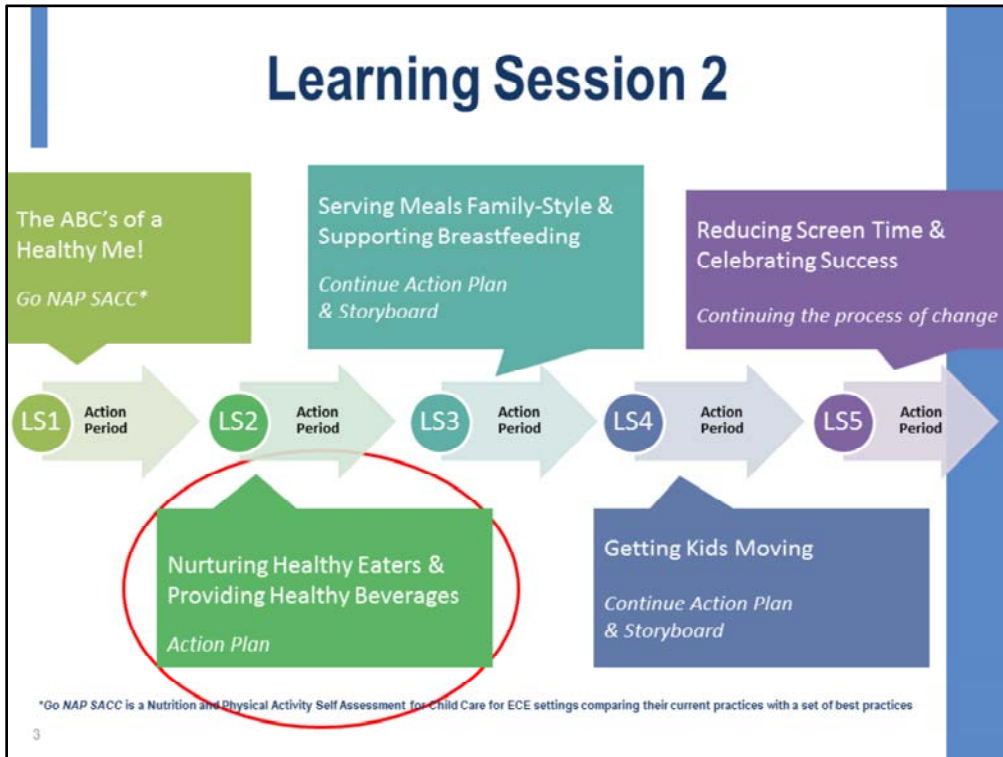 Learning Session 2
The ABC's of a
Healthy Me!
Go NAP SACC*
Serving Meals Family-Style &
Supporting Breastfeeding
Continue Action Plan
& Storyboard
Reducing Screen Time &
Celebrating Success
Continuing the process of change
LS1
Action
Period
LS2
Action
Period
LS3
Action
Period
LS4
Action
Period
LS5
Action
Period
Nurturing Healthy Eaters &
Providing Healthy Beverages
Action Plan
Getting Kids Moving
Continue Action Plan
& Storyboard
*Go NAP SACC is a Nutrition and Physical Activity Self Assessment for Child Care for ECE settings comparing their current practices with a set of best practices
3